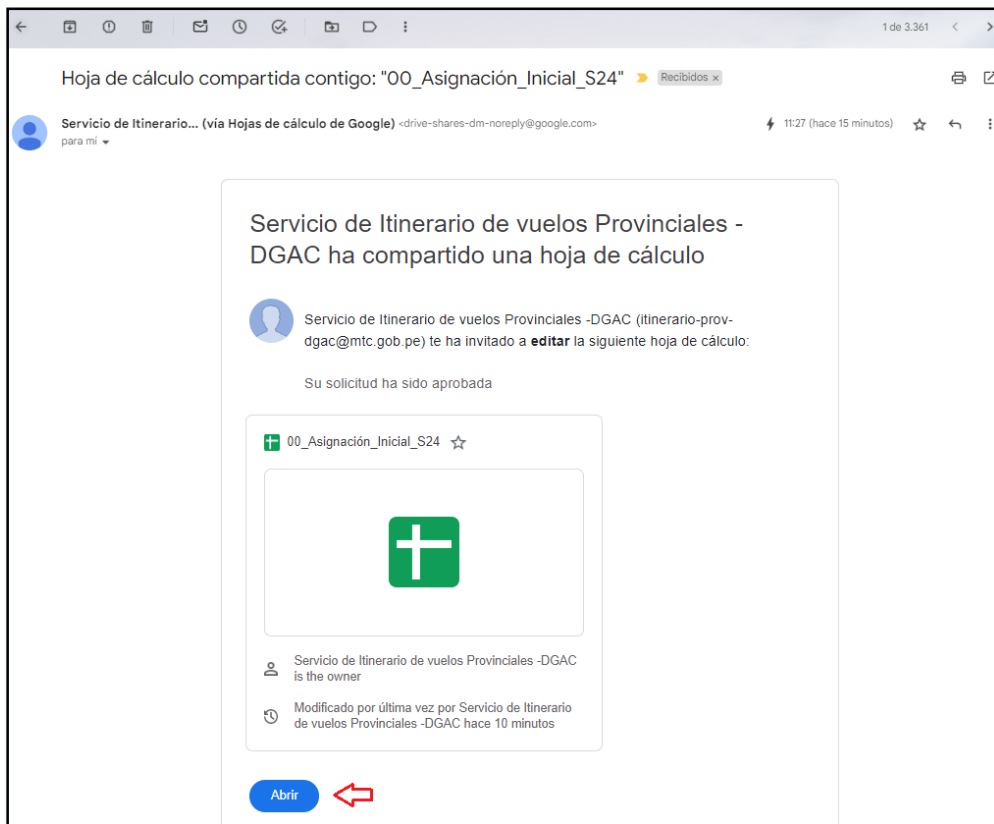 1 de 3.361
Hoja de cálculo compartida contigo: "00_Asignación_Inicial_S24" Recibidos ×
Servicio de Itinerario... (vía Hojas de cálculo de Google) <drive-shares-dm-noreply@google.com> 11:27 (hace 15 minutos)
para mí
Servicio de Itinerario de vuelos Provinciales -
DGAC ha compartido una hoja de cálculo
Servicio de Itinerario de vuelos Provinciales -DGAC (itinerario-prov-
dgac@mtc.gob.pe) te ha invitado a editar la siguiente hoja de cálculo:
Su solicitud ha sido aprobada
00_Asignación_Inicial_S24
Servicio de Itinerario de vuelos Provinciales -DGAC
is the owner
Modificado por última vez por Servicio de Itinerario
de vuelos Provinciales -DGAC hace 10 minutos
Abrir